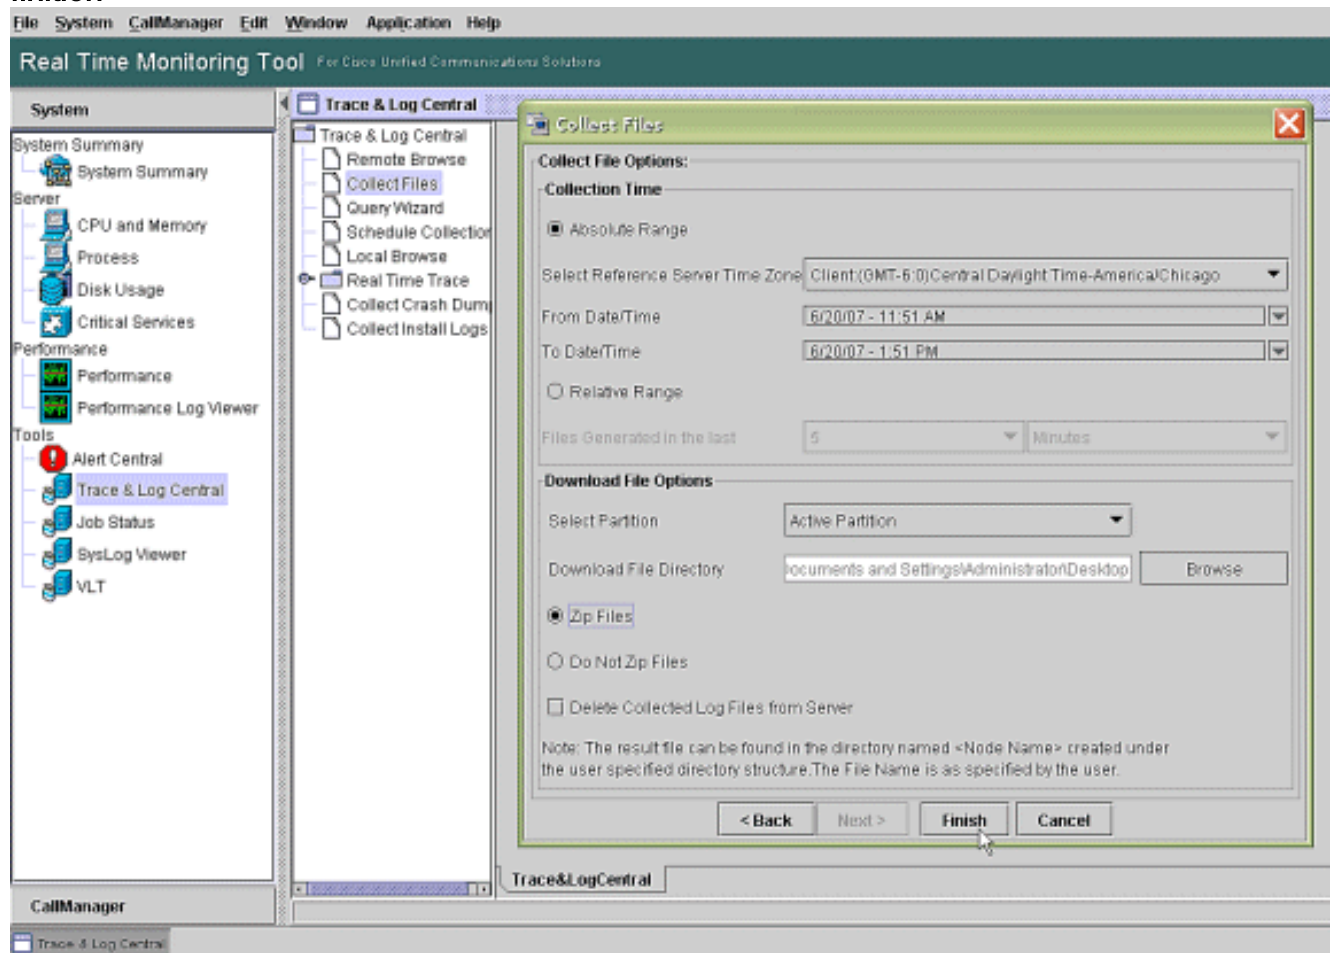 File System CallManager Edit Window Application Help
Real Time Monitoring Tool For Cisco Unified Communications Solutions
System
System Summary
System Summary
Server
CPU and Memory
Process
Disk Usage
Critical Services
Performance
Performance
Performance Log Viewer
Tools
Alert Central
Trace & Log Central
Job Status
SysLog Viewer
VLT
CallManager
Trace & Log Central
Trace & Log Central
Trace & Log Central
Remote Browse
Collect Files
Query Wizard
Schedule Collection
Local Browse
Real Time Trace
Collect Crash Dump
Collect Install Logs
Collect Files
Collect File Options:
Collection Time
Absolute Range
Select Reference Server Time Zone Client:(GMT-6:0)Central Daylight Time-America/Chicago
From Date/Time 6/20/07 - 11:51 AM
To Date/Time 6/20/07 - 1:51 PM
Relative Range
Files Generated in the last 5 Minutes
Download File Options
Select Partition Active Partition
Download File Directory ocuments and Settings\Administrator\Desktop Browse
Zip Files
Do Not Zip Files
Delete Collected Log Files from Server
Note: The result file can be found in the directory named <Node Name> created under
the user specified directory structure.The File Name is as specified by the user.
< Back Next > Finish Cancel
Trace&LogCentral